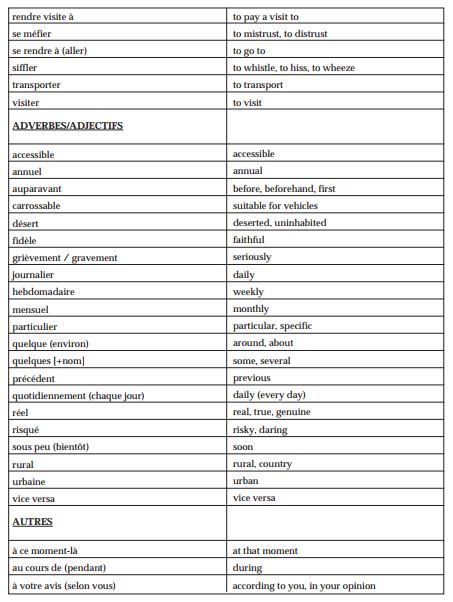 rendre visite à to pay a visit to
se méfier to mistrust, to distrust
se rendre à (aller) to go to
siffler to whistle, to hiss, to wheeze
transporter to transport
visiter to visit
ADVERBES/ADJECTIFS
accessible accessible
annuel annual
auparavant before, beforehand, first
carrossable suitable for vehicles
désert deserted, uninhabited
fidèle faithful
grièvement / gravement seriously
journalier daily
hebdomadaire weekly
mensuel monthly
particulier particular, specific
quelque (environ) around, about
quelques [+nom] some, several
précédent previous
quotidiennement (chaque jour) daily (every day)
réel real, true, genuine
risqué risky, daring
sous peu (bientôt) soon
rural rural, country
urbaine urban
vice versa vice versa
AUTRES
à ce moment-là at that moment
au cours de (pendant) during
à votre avis (selon vous) according to you, in your opinion